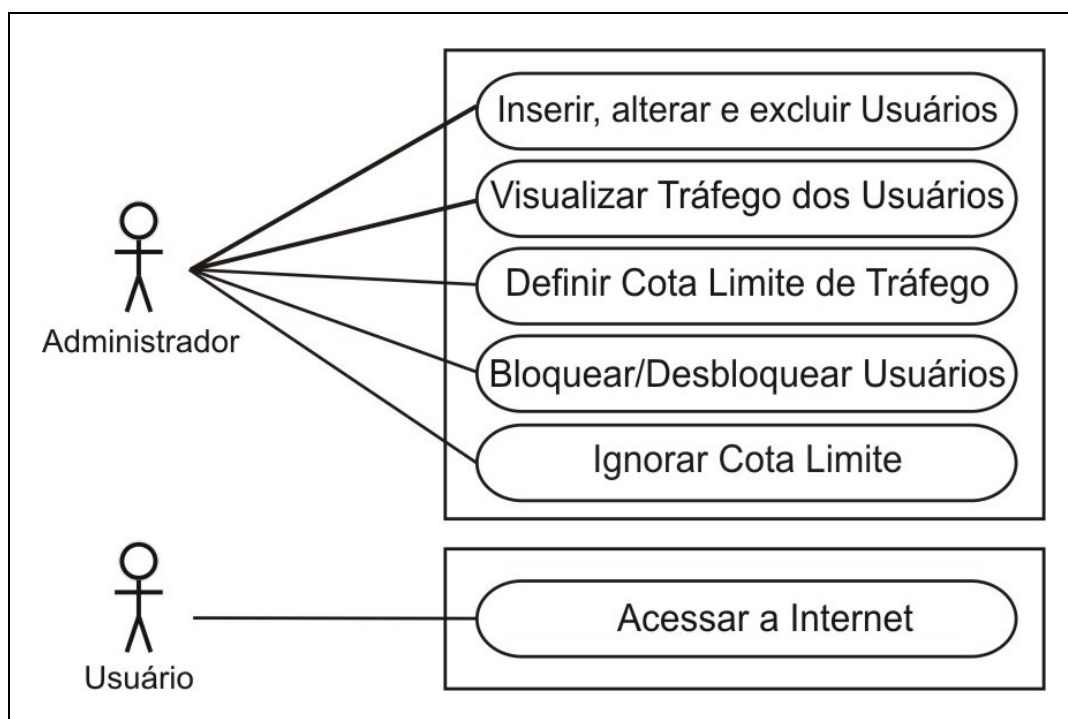 Inserir, alterar e excluir Usuários
Visualizar Tráfego dos Usuários
Definir Cota Limite de Tráfego
Administrador
Bloquear/Desbloquear Usuários
Ignorar Cota Limite
Acessar a Internet
Usuário